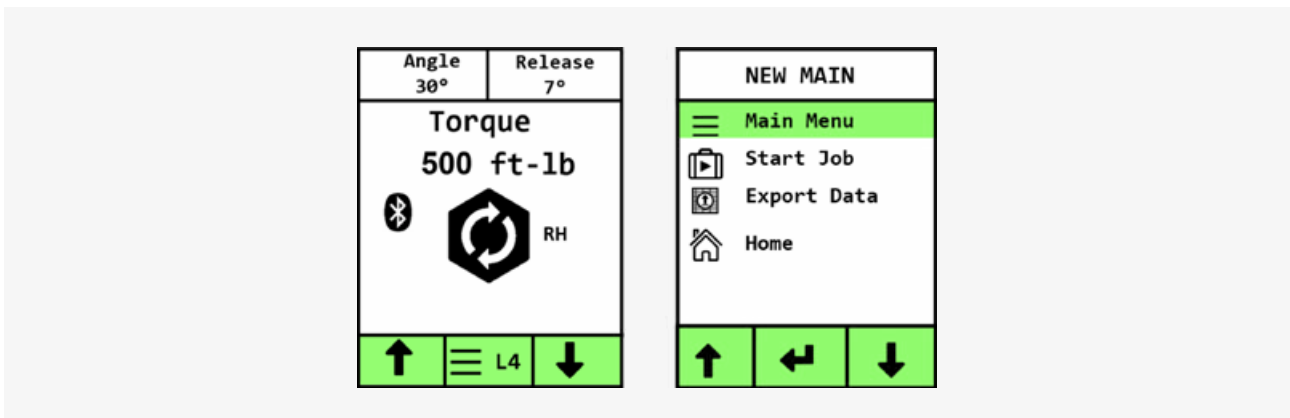 Angle
30°
Release
7°
Torque
500 ft-lb
RH
L4
NEW MAIN
Main Menu
Start Job
Export Data
Home